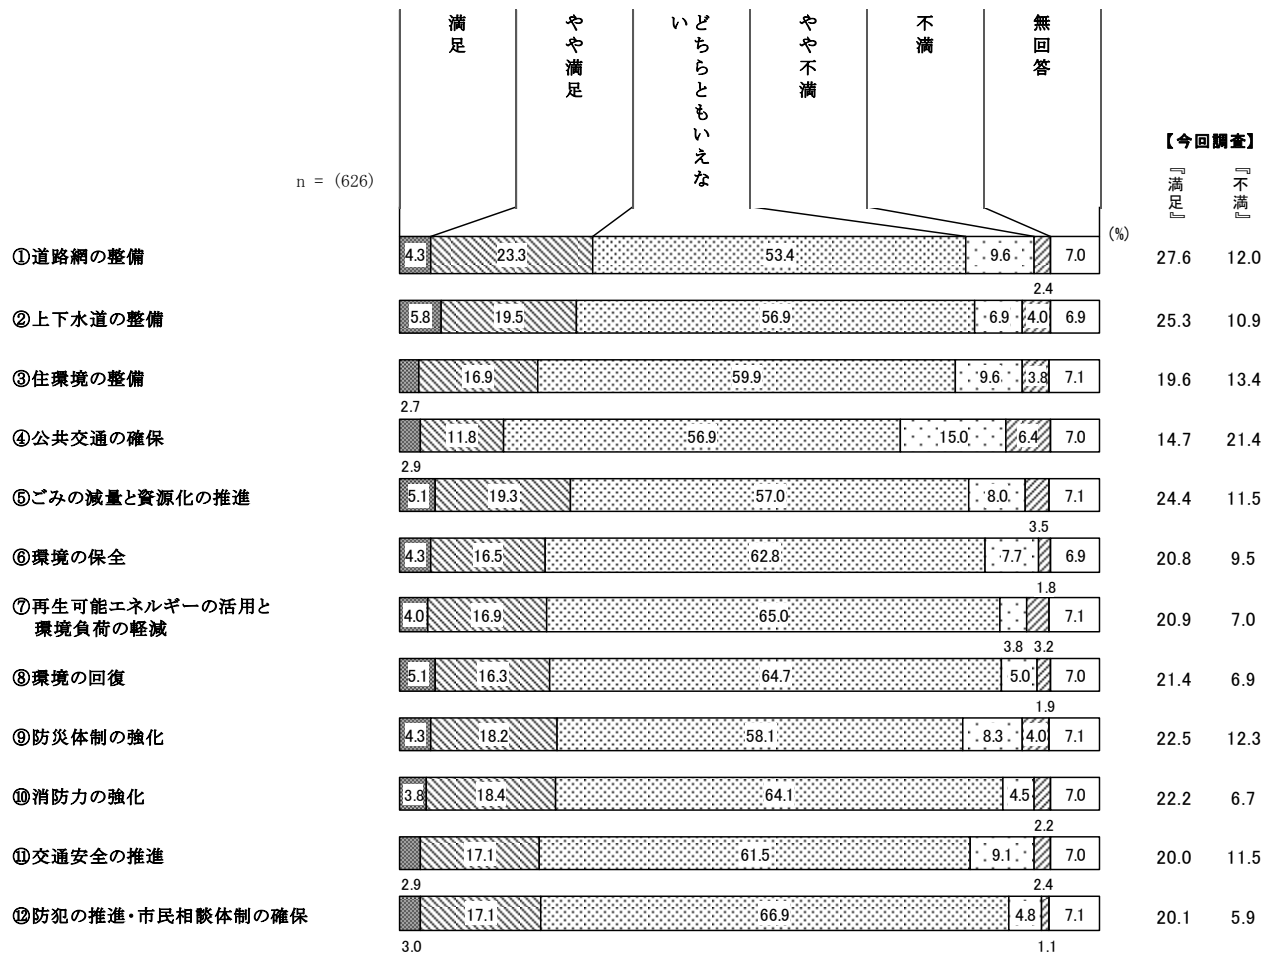 満足
やや満足
どちらともいえな
い
やや不満
不満
無回答
【今回調査】
『満足』
『不満』
n = (626)
(%)
①道路網の整備 4.3 23.3 53.4 9.6 7.0 27.6 12.0
2.4
②上下水道の整備 5.8 19.5 56.9 6.9 4.0 6.9 25.3 10.9
③住環境の整備 16.9 59.9 9.6 3.8 7.1 19.6 13.4
2.7
④公共交通の確保 11.8 56.9 15.0 6.4 7.0 14.7 21.4
2.9
⑤ごみの減量と資源化の推進 5.1 19.3 57.0 8.0 7.1 24.4 11.5
3.5
⑥環境の保全 4.3 16.5 62.8 7.7 6.9 20.8 9.5
1.8
⑦再生可能エネルギーの活用と
環境負荷の軽減 4.0 16.9 65.0 7.1 20.9 7.0
3.8 3.2
⑧環境の回復 5.1 16.3 64.7 5.0 7.0 21.4 6.9
1.9
⑨防災体制の強化 4.3 18.2 58.1 8.3 4.0 7.1 22.5 12.3
⑩消防力の強化 3.8 18.4 64.1 4.5 7.0 22.2 6.7
2.2
⑪交通安全の推進 17.1 61.5 9.1 7.0 20.0 11.5
2.9 2.4
⑫防犯の推進・市民相談体制の確保 17.1 66.9 4.8 7.1 20.1 5.9
3.0 1.1